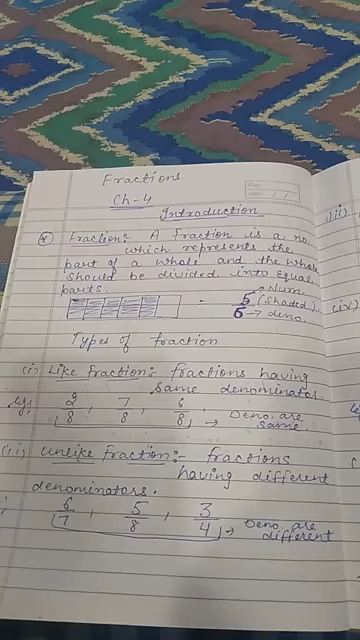 Fractions
Ch-4
Page
Date
Introduction
Fraction:- A fraction is a no.
which represents the
part of a whole and the whole
should be divided into equal
parts.
= 5 → Num. (Shaded)
6 → deno.
Types of fraction
(i) Like fraction:- fractions having
same denominators.
eg: 2/8, 7/8, 6/8, → Deno. are
same.
(ii) unlike fraction:- fractions
having different
denominators.
6/7, 5/8, 3/4 → Deno. are
different
(iii)
(iv)